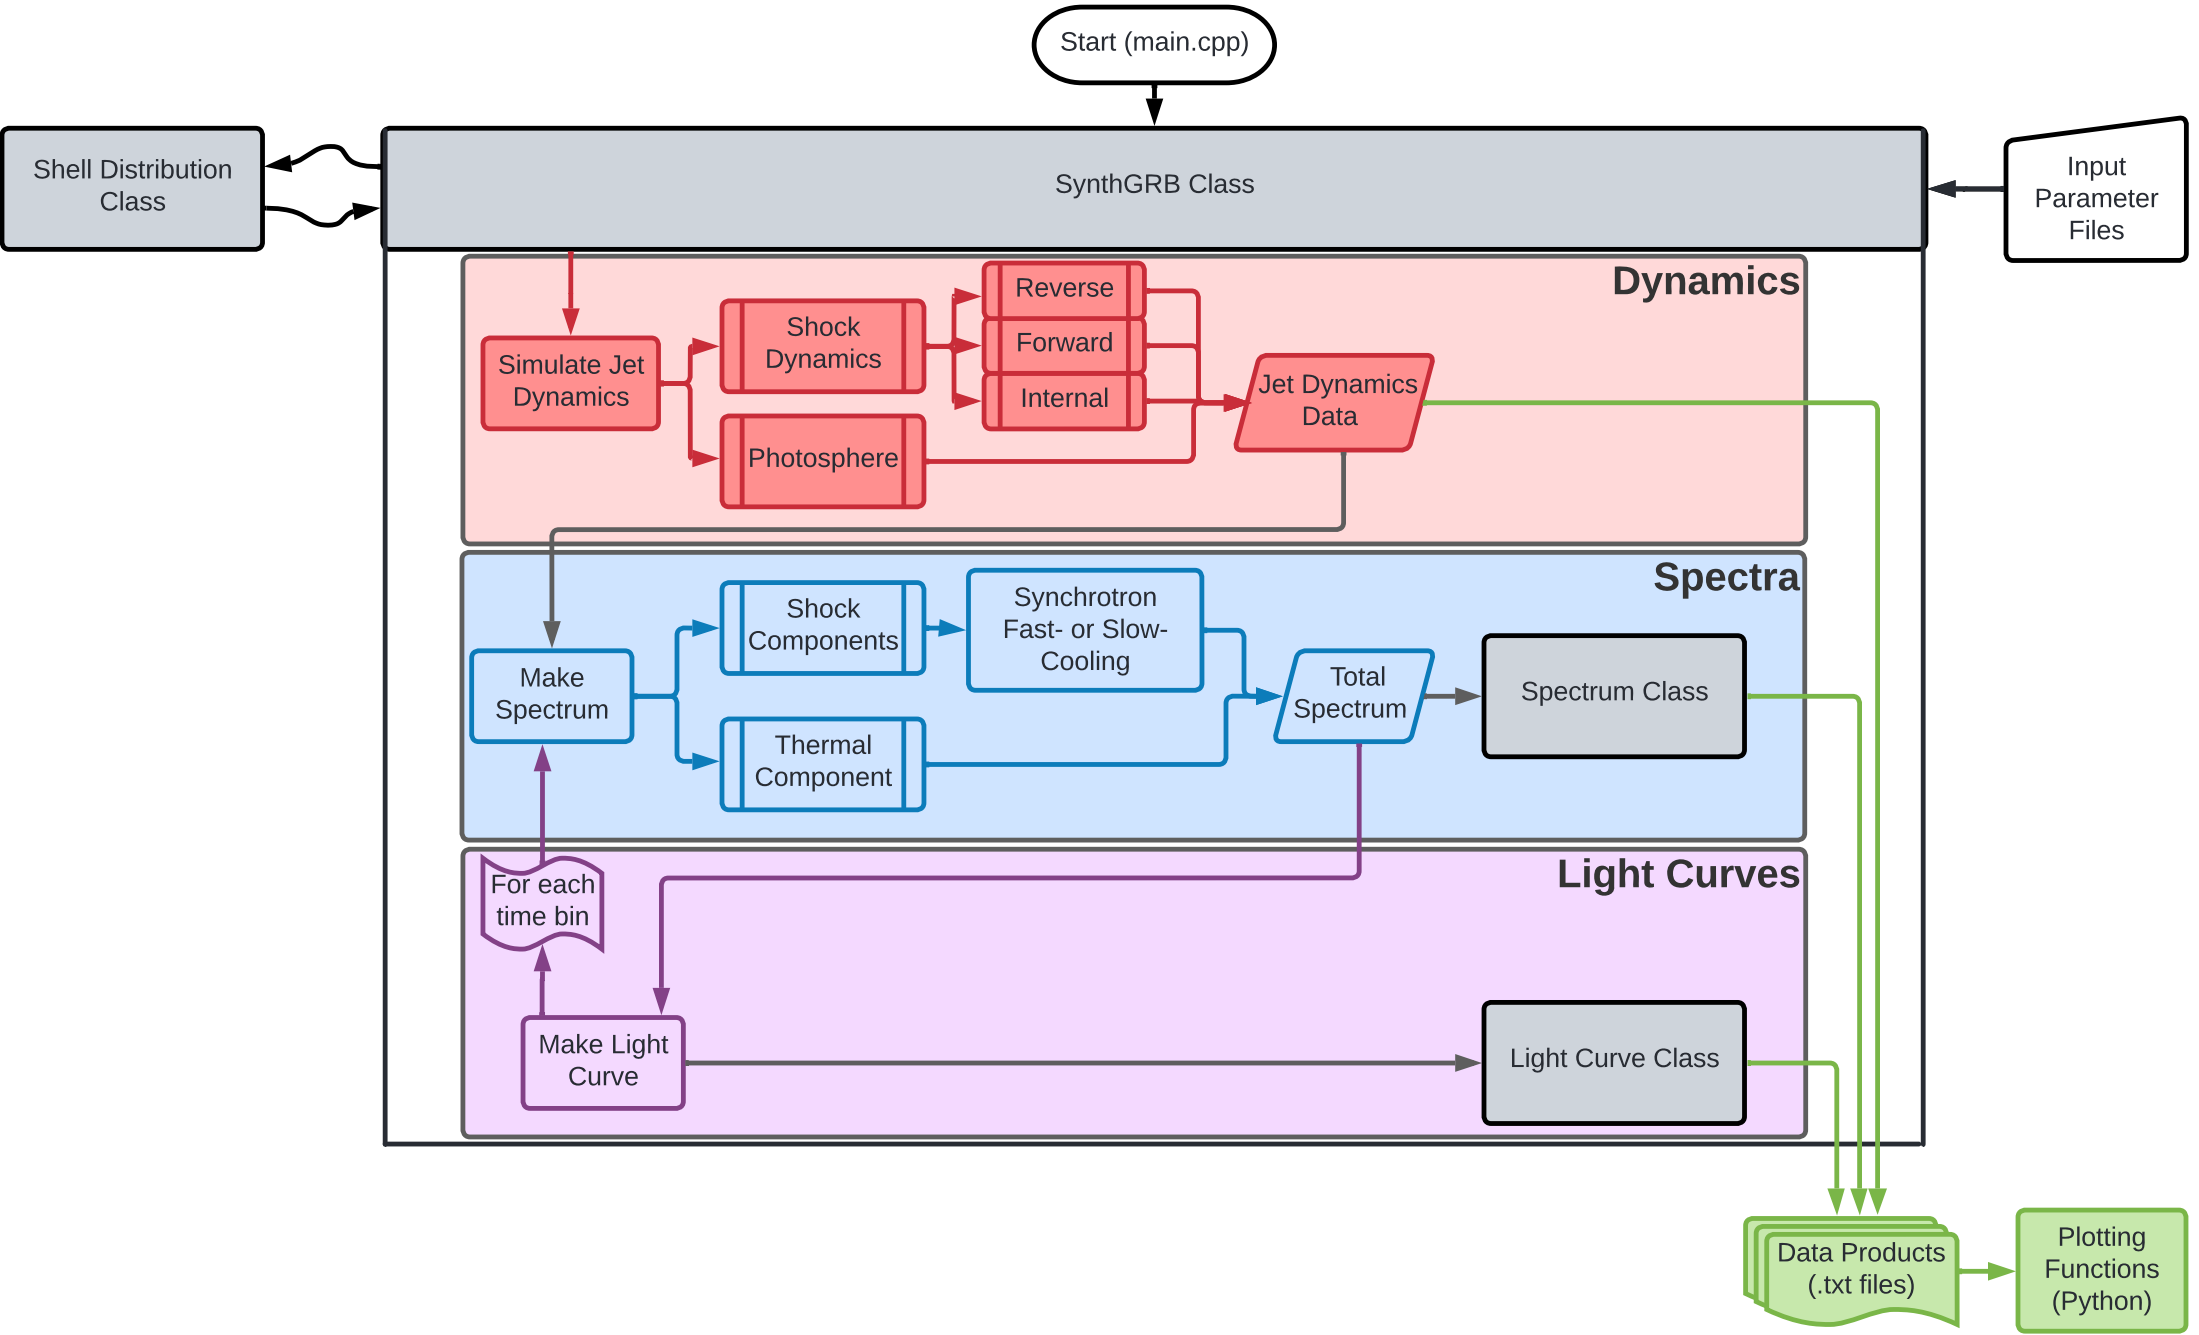 Start (main.cpp)
Shell Distribution
Class
SynthGRB Class
Input
Parameter
Files
Dynamics
Simulate Jet
Dynamics
Shock
Dynamics
Photosphere
Reverse
Forward
Internal
Jet Dynamics
Data
Spectra
Make
Spectrum
Shock
Components
Thermal
Component
Synchrotron
Fast- or Slow-
Cooling
Total
Spectrum
Spectrum Class
Light Curves
For each
time bin
Make Light
Curve
Light Curve Class
Data Products
(.txt files)
Plotting
Functions
(Python)